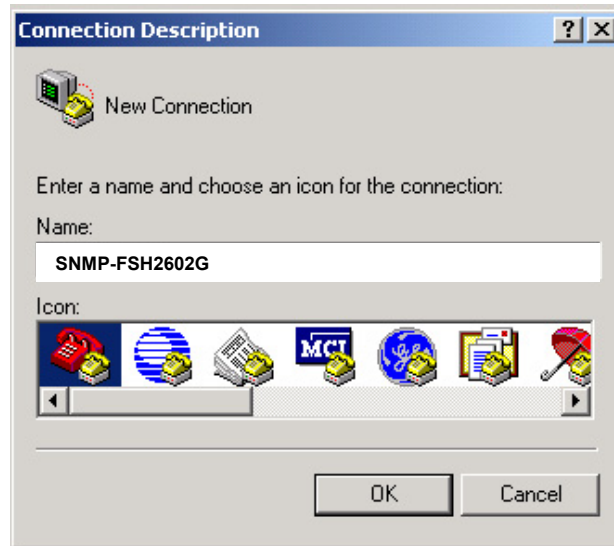 Connection Description
New Connection
Enter a name and choose an icon for the connection:
Name:
SNMP-FSH2602G
Icon:
MCI
OK
Cancel